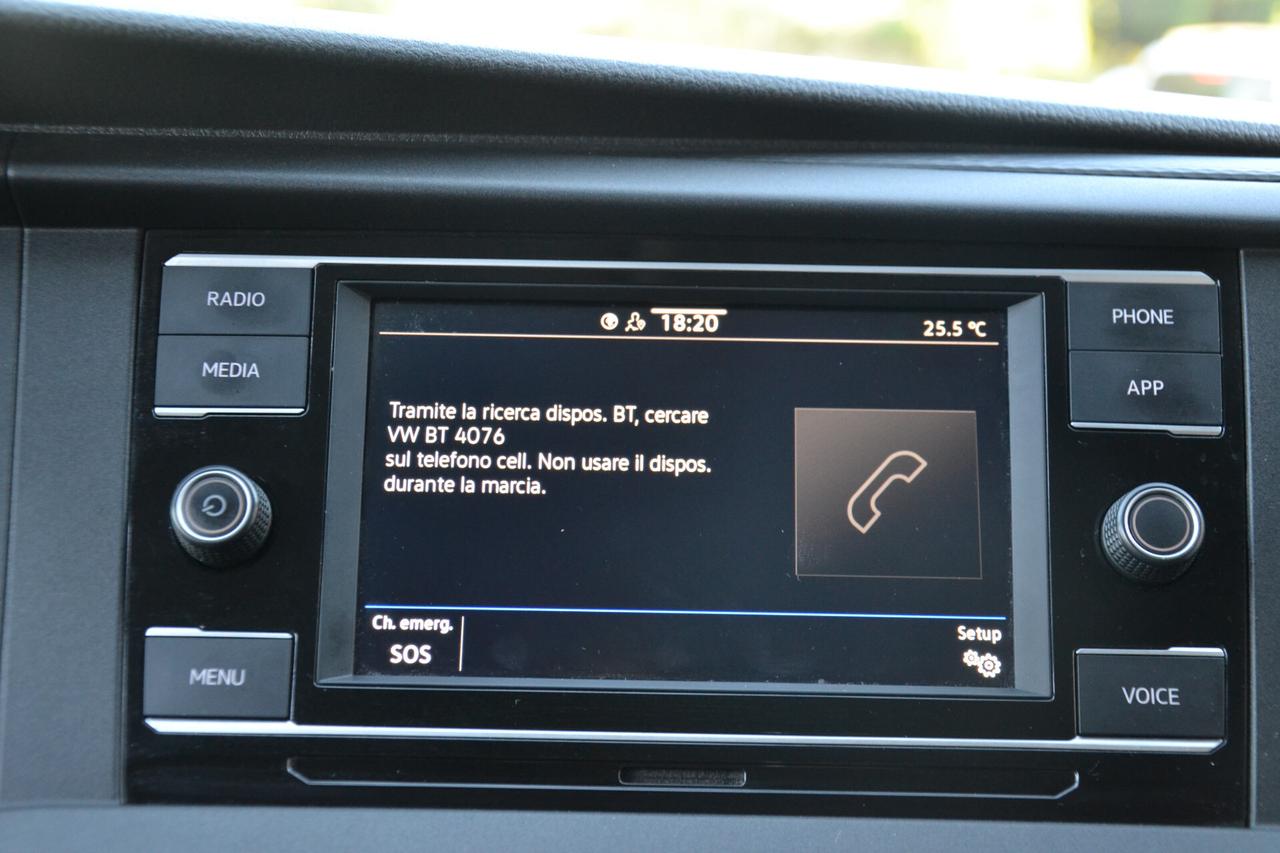 RADIO
MEDIA
MENU
18:20
25.5 ℃
Tramite la ricerca dispos. BT, cercare
VW BT 4076
sul telefono cell. Non usare il dispos.
durante la marcia.
Ch. emerg.
SOS
Setup
PHONE
APP
VOICE